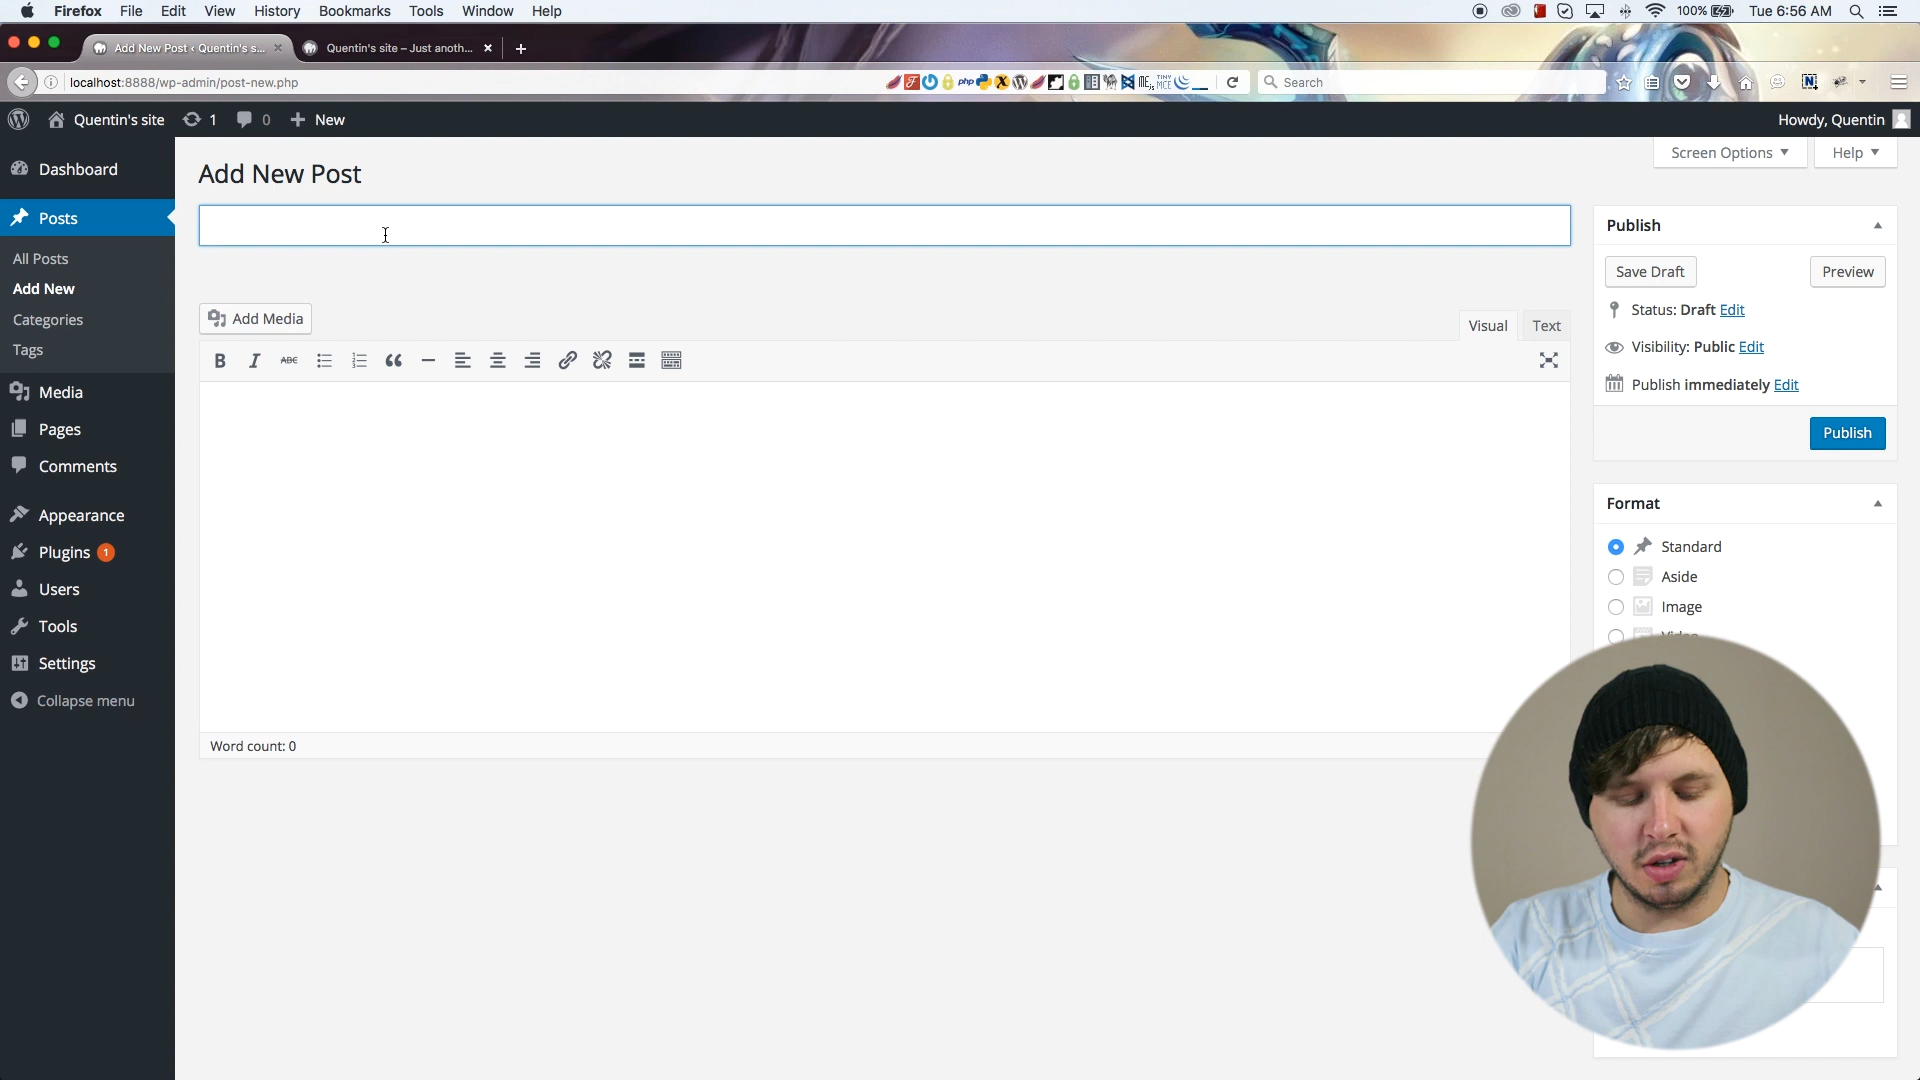 Firefox File Edit View History Bookmarks Tools Window Help 100% Tue 6:56 AM
Add New Post ‹ Quentin's s... Quentin's site – Just anoth...
localhost:8888/wp-admin/post-new.php php Search
Quentin's site 1 0 New Howdy, Quentin
Screen Options Help
Dashboard
Posts
All Posts
Add New
Categories
Tags
Media
Pages
Comments
Appearance
Plugins 1
Users
Tools
Settings
Collapse menu
Add New Post
Add Media
Visual Text
B I ABC
Word count: 0
Publish
Save Draft Preview
Status: Draft Edit
Visibility: Public Edit
Publish immediately Edit
Publish
Format
Standard
Aside
Image